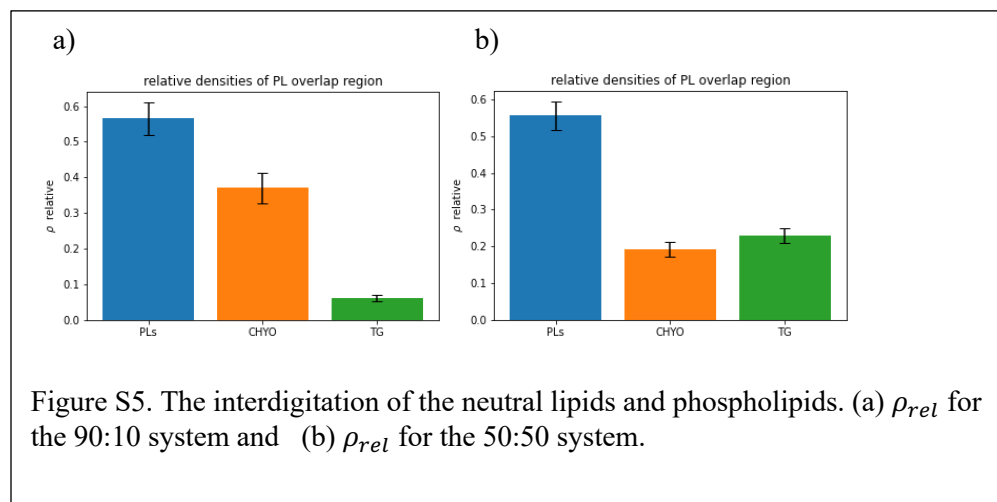 a)
b)
relative densities of PL overlap region
relative densities of PL overlap region
0.6
0.5
0.4
0.3
0.2
0.1
0.0
ρ relative
PLs
CHYO
TG
0.6
0.5
0.4
0.3
0.2
0.1
0.0
ρ relative
PLs
CHYO
TG
Figure S5. The interdigitation of the neutral lipids and phospholipids. (a) ρ_rel for
the 90:10 system and   (b) ρ_rel for the 50:50 system.